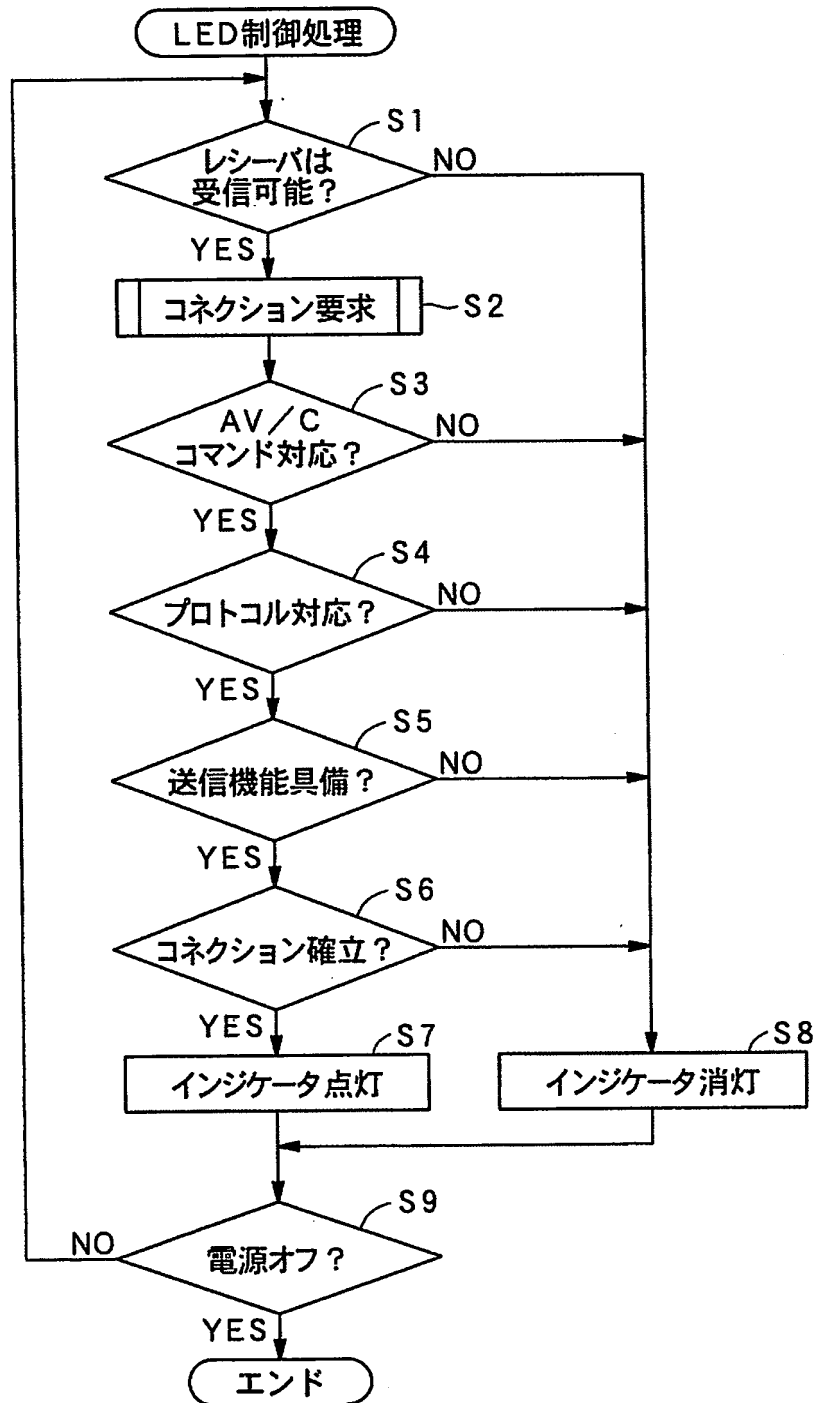 LED制御処理
S1
レシーバは
受信可能?
NO
YES
コネクション要求
S2
S3
AV/C
コマンド対応?
NO
YES
S4
プロトコル対応?
NO
YES
S5
送信機能具備?
NO
YES
S6
コネクション確立?
NO
YES
S7
インジケータ点灯
S8
インジケータ消灯
S9
電源オフ?
NO
YES
エンド